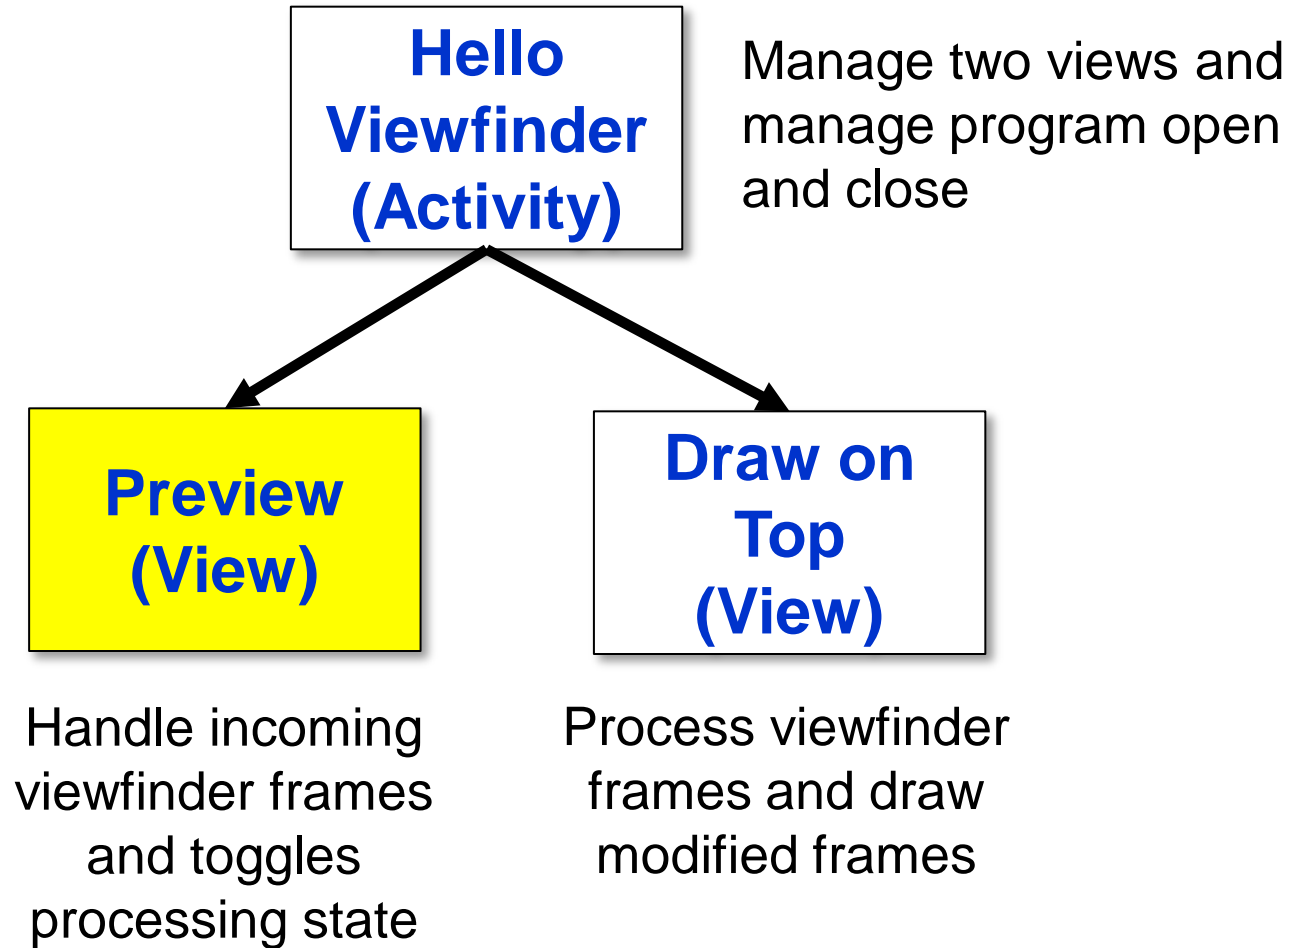 Hello
Viewfinder
(Activity)
Manage two views and
manage program open
and close
Preview
(View)
Draw on
Top
(View)
Handle incoming
viewfinder frames
and toggles
processing state
Process viewfinder
frames and draw
modified frames